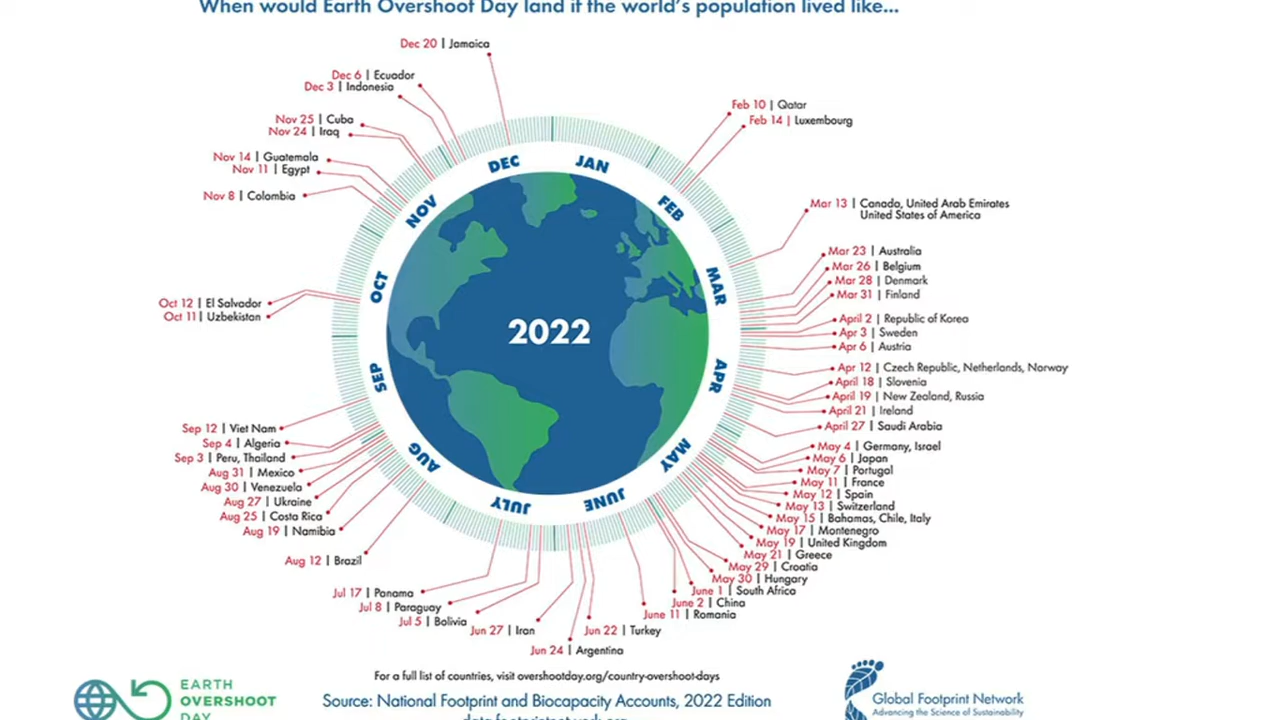 When would Earth Overshoot Day land if the world's population lived like...
Dec 20 | Jamaica
Dec 6 | Ecuador
Dec 3 | Indonesia
Nov 25 | Cuba
Nov 24 | Iraq
Nov 14 | Guatemala
Nov 11 | Egypt
Nov 8 | Colombia
Oct 12 | El Salvador
Oct 11 | Uzbekistan
Sep 12 | Viet Nam
Sep 4 | Algeria
Sep 3 | Peru, Thailand
Aug 31 | Mexico
Aug 30 | Venezuela
Aug 27 | Ukraine
Aug 25 | Costa Rica
Aug 19 | Namibia
Aug 12 | Brazil
Jul 17 | Panama
Jul 8 | Paraguay
Jul 5 | Bolivia
Jun 27 | Iran
Jun 24 | Argentina
Jun 22 | Turkey
Feb 10 | Qatar
Feb 14 | Luxembourg
Mar 13 | Canada, United Arab Emirates
United States of America
Mar 23 | Australia
Mar 26 | Belgium
Mar 28 | Denmark
Mar 31 | Finland
April 2 | Republic of Korea
Apr 3 | Sweden
Apr 6 | Austria
Apr 12 | Czech Republic, Netherlands, Norway
April 18 | Slovenia
April 19 | New Zealand, Russia
April 21 | Ireland
April 27 | Saudi Arabia
May 4 | Germany, Israel
May 6 | Japan
May 7 | Portugal
May 11 | France
May 12 | Spain
May 13 | Switzerland
May 15 | Bahamas, Chile, Italy
May 17 | Montenegro
May 19 | United Kingdom
May 21 | Greece
May 29 | Croatia
May 30 | Hungary
June 1 | South Africa
June 2 | China
June 11 | Romania
JAN
FEB
MAR
APR
MAY
JUNE
JULY
AUG
SEP
OCT
NOV
DEC
2022
For a full list of countries, visit overshootday.org/country-overshoot-days
Source: National Footprint and Biocapacity Accounts, 2022 Edition
data.footprintnetwork.org
EARTH
OVERSHOOT
DAY
Global Footprint Network
Advancing the Science of Sustainability